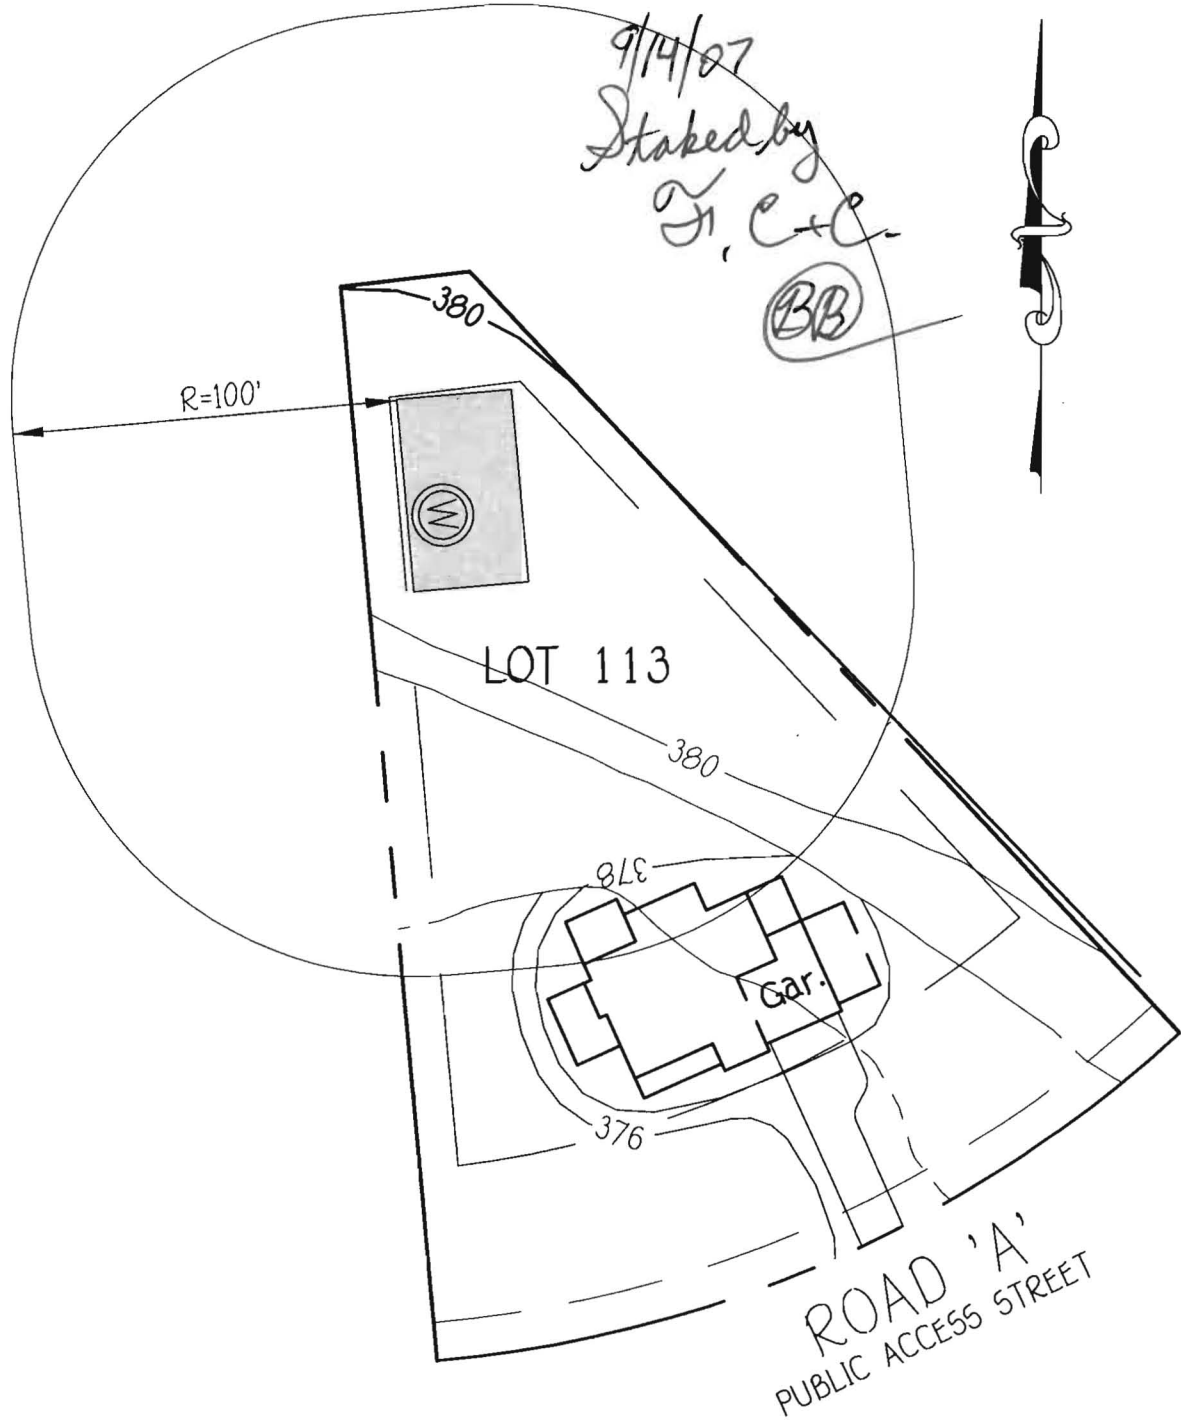 9/14/07
Staked by
F. C+C.
BB
380
R=100'
W
LOT 113
380
378
Gar.
376
ROAD 'A'
PUBLIC ACCESS STREET